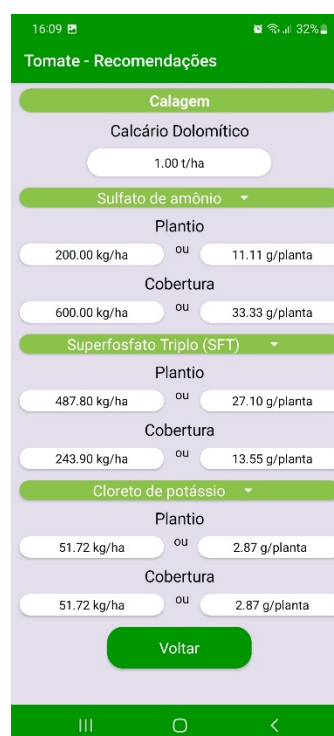 16:09 32%
Tomate - Recomendações
Calagem
Calcário Dolomítico
1.00 t/ha
Sulfato de amônio
Plantio
200.00 kg/ha ou 11.11 g/planta
Cobertura
600.00 kg/ha ou 33.33 g/planta
Superfosfato Triplo (SFT)
Plantio
487.80 kg/ha ou 27.10 g/planta
Cobertura
243.90 kg/ha ou 13.55 g/planta
Cloreto de potássio
Plantio
51.72 kg/ha ou 2.87 g/planta
Cobertura
51.72 kg/ha ou 2.87 g/planta
Voltar